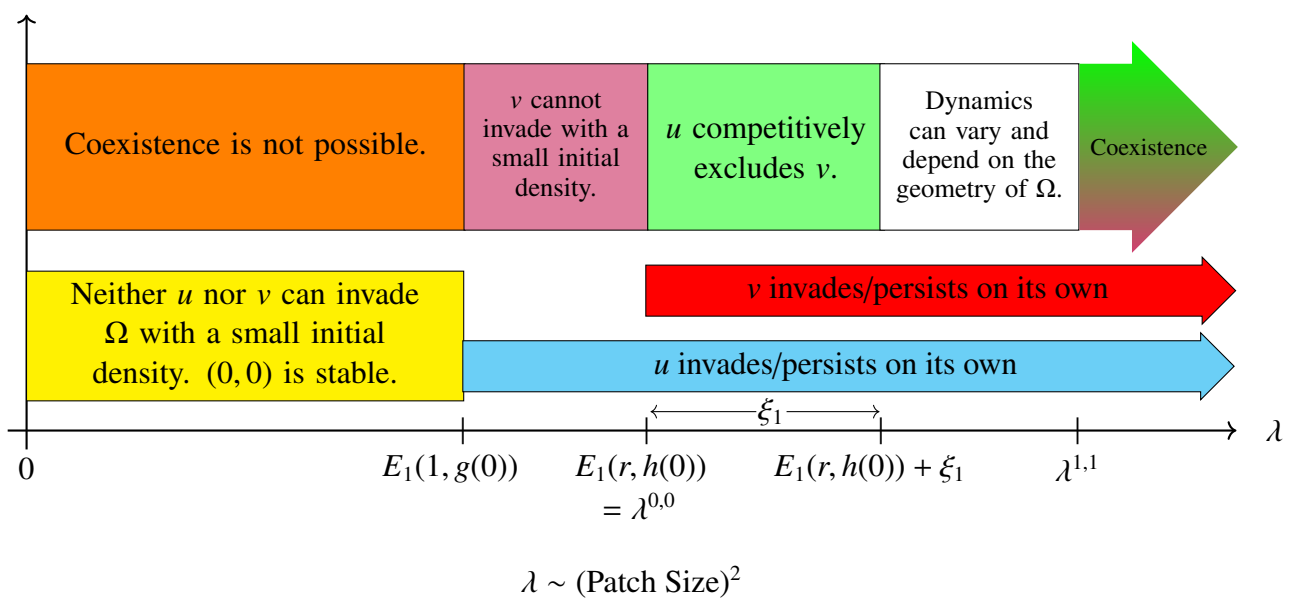 Coexistence is not possible.
v cannot
invade with a
small initial
density.
u competitively
excludes v.
Dynamics
can vary and
depend on the
geometry of Ω.
Coexistence
Neither u nor v can invade
Ω with a small initial
density. (0, 0) is stable.
v invades/persists on its own
u invades/persists on its own
ξ₁
λ
0
E₁(1, g(0))
E₁(r, h(0))
= λ⁰,⁰
E₁(r, h(0)) + ξ₁
λ¹,¹
λ ∼ (Patch Size)²